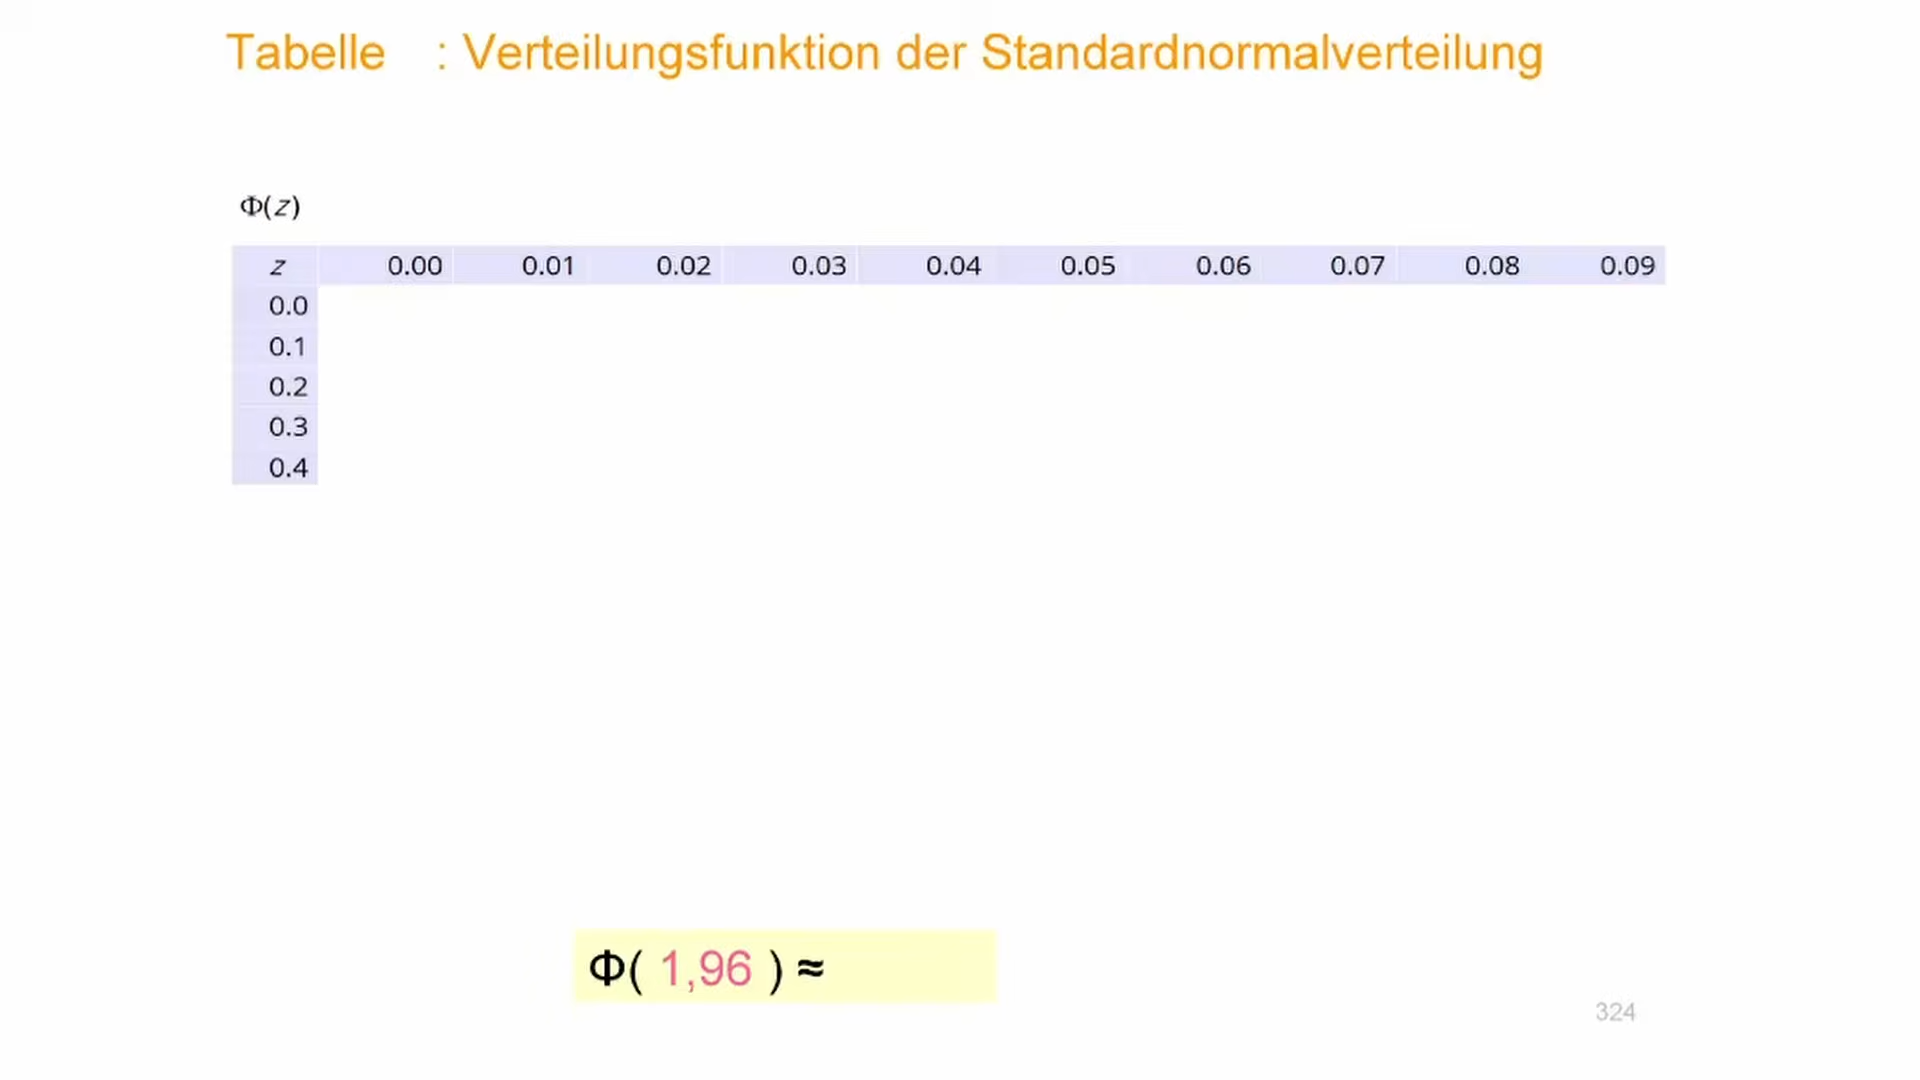 Tabelle : Verteilungsfunktion der Standardnormalverteilung
Φ(z)
z 0.00 0.01 0.02 0.03 0.04 0.05 0.06 0.07 0.08 0.09
0.0
0.1
0.2
0.3
0.4
Φ( 1,96 ) ≈
324